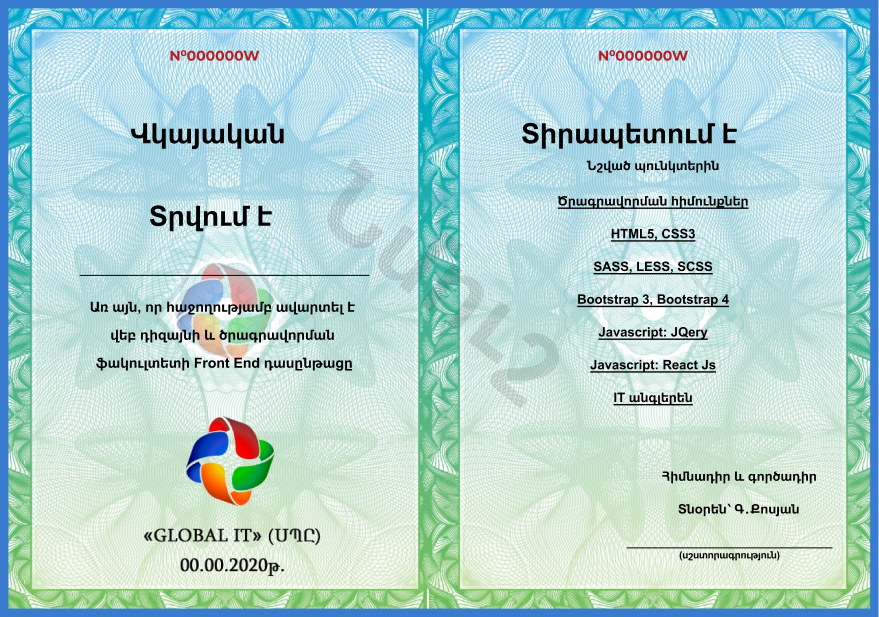 Nº000000W
Վկայական
Տրվում է
Առ այն, որ հաջողությամբ ավարտել է
վեբ դիզայնի և ծրագրավորման
ֆակուլտետի Front End դասընթացը
«GLOBAL IT» (ՍՊԸ)
00.00.2020թ.
Nº000000W
Տիրապետում է
Նշված պունկտերին
Ծրագրավորման հիմունքներ
HTML5, CSS3
SASS, LESS, SCSS
Bootstrap 3, Bootstrap 4
Javascript: JQery
Javascript: React Js
IT անգլերեն
Հիմնադիր և գործադիր
Տնօրեն՝ Գ.Քոսյան
(սշստորագրություն)
Նմուշ